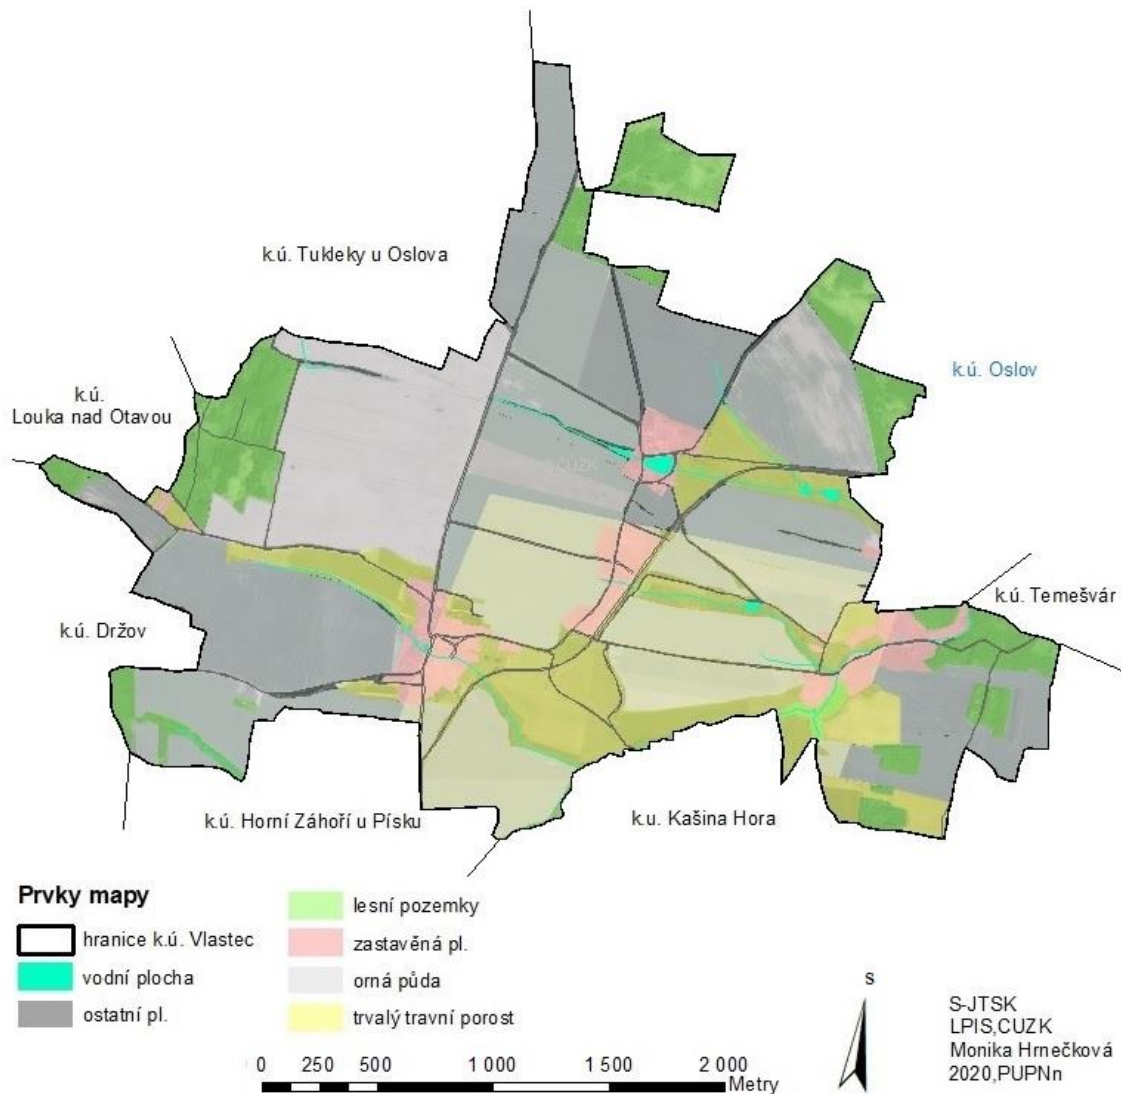 k.ú. Tukleky u Oslova
k.ú. Oslov
k.ú.
Louka nad Otavou
ČÚZK
k.ú. Temešvár
k.ú. Držov
k.ú. Horní Záhoří u Písku
k.u. Kašina Hora
Prvky mapy
hranice k.ú. Vlastec
vodní plocha
ostatní pl.
lesní pozemky
zastavěná pl.
orná půda
trvalý travní porost
0 250 500 1 000 1 500 2 000
Metry
S
S-JTSK
LPIS,CUZK
Monika Hrnečková
2020,PUPNn